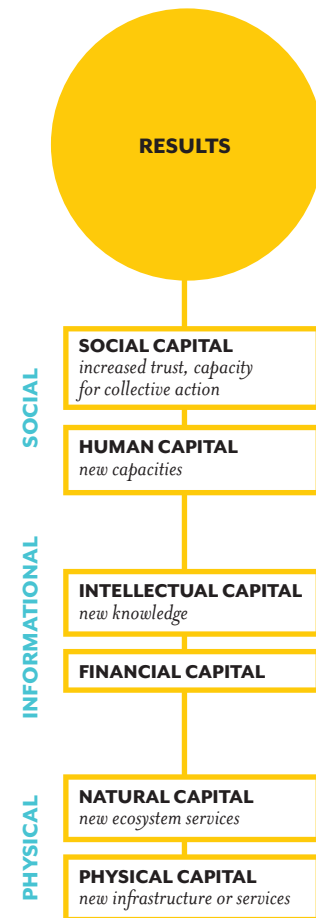 RESULTS
SOCIAL
SOCIAL CAPITAL
increased trust, capacity
for collective action
HUMAN CAPITAL
new capacities
INFORMATIONAL
INTELLECTUAL CAPITAL
new knowledge
FINANCIAL CAPITAL
PHYSICAL
NATURAL CAPITAL
new ecosystem services
PHYSICAL CAPITAL
new infrastructure or services